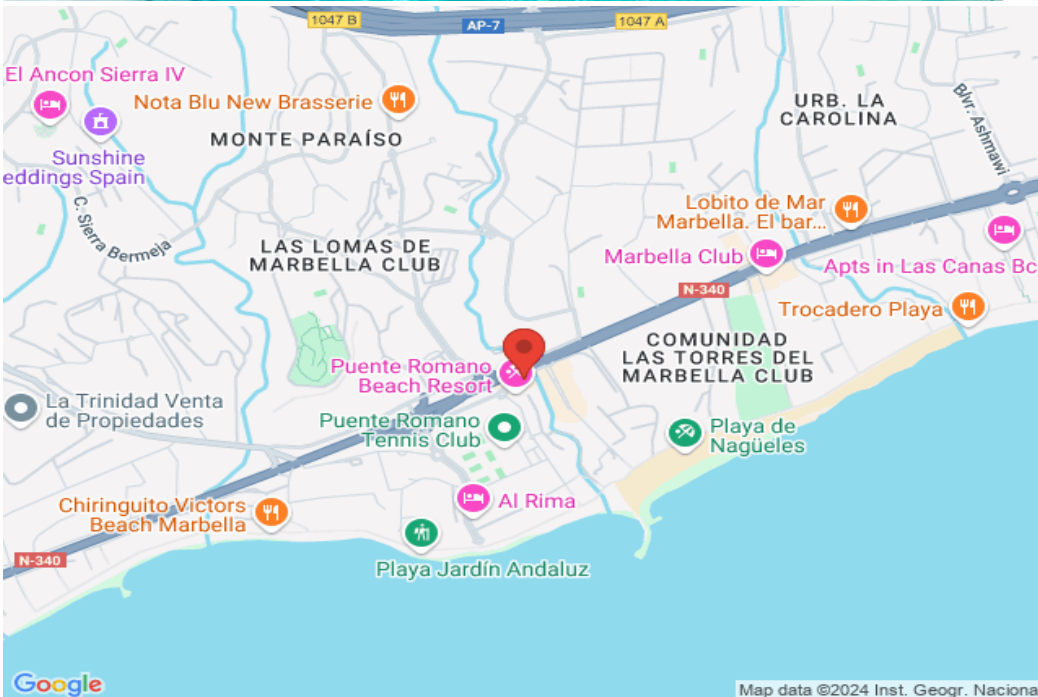 1047 B
AP-7
1047 A
El Ancon Sierra IV
Nota Blu New Brasserie
URB. LA
CAROLINA
Blvr. Ashmawi
MONTE PARAÍSO
Sunshine
eddings Spain
C. Sierra Bermeja
Lobito de Mar
Marbella. El bar...
LAS LOMAS DE
MARBELLA CLUB
Marbella Club
Apts in Las Canas Bc
N-340
Trocadero Playa
COMUNIDAD
LAS TORRES DEL
MARBELLA CLUB
Puente Romano
Beach Resort
La Trinidad Venta
de Propiedades
Puente Romano
Tennis Club
Playa de
Nagüeles
Al Rima
Chiringuito Victors
Beach Marbella
N-340
Playa Jardín Andaluz
Google
Map data ©2024 Inst. Geogr. Naciona